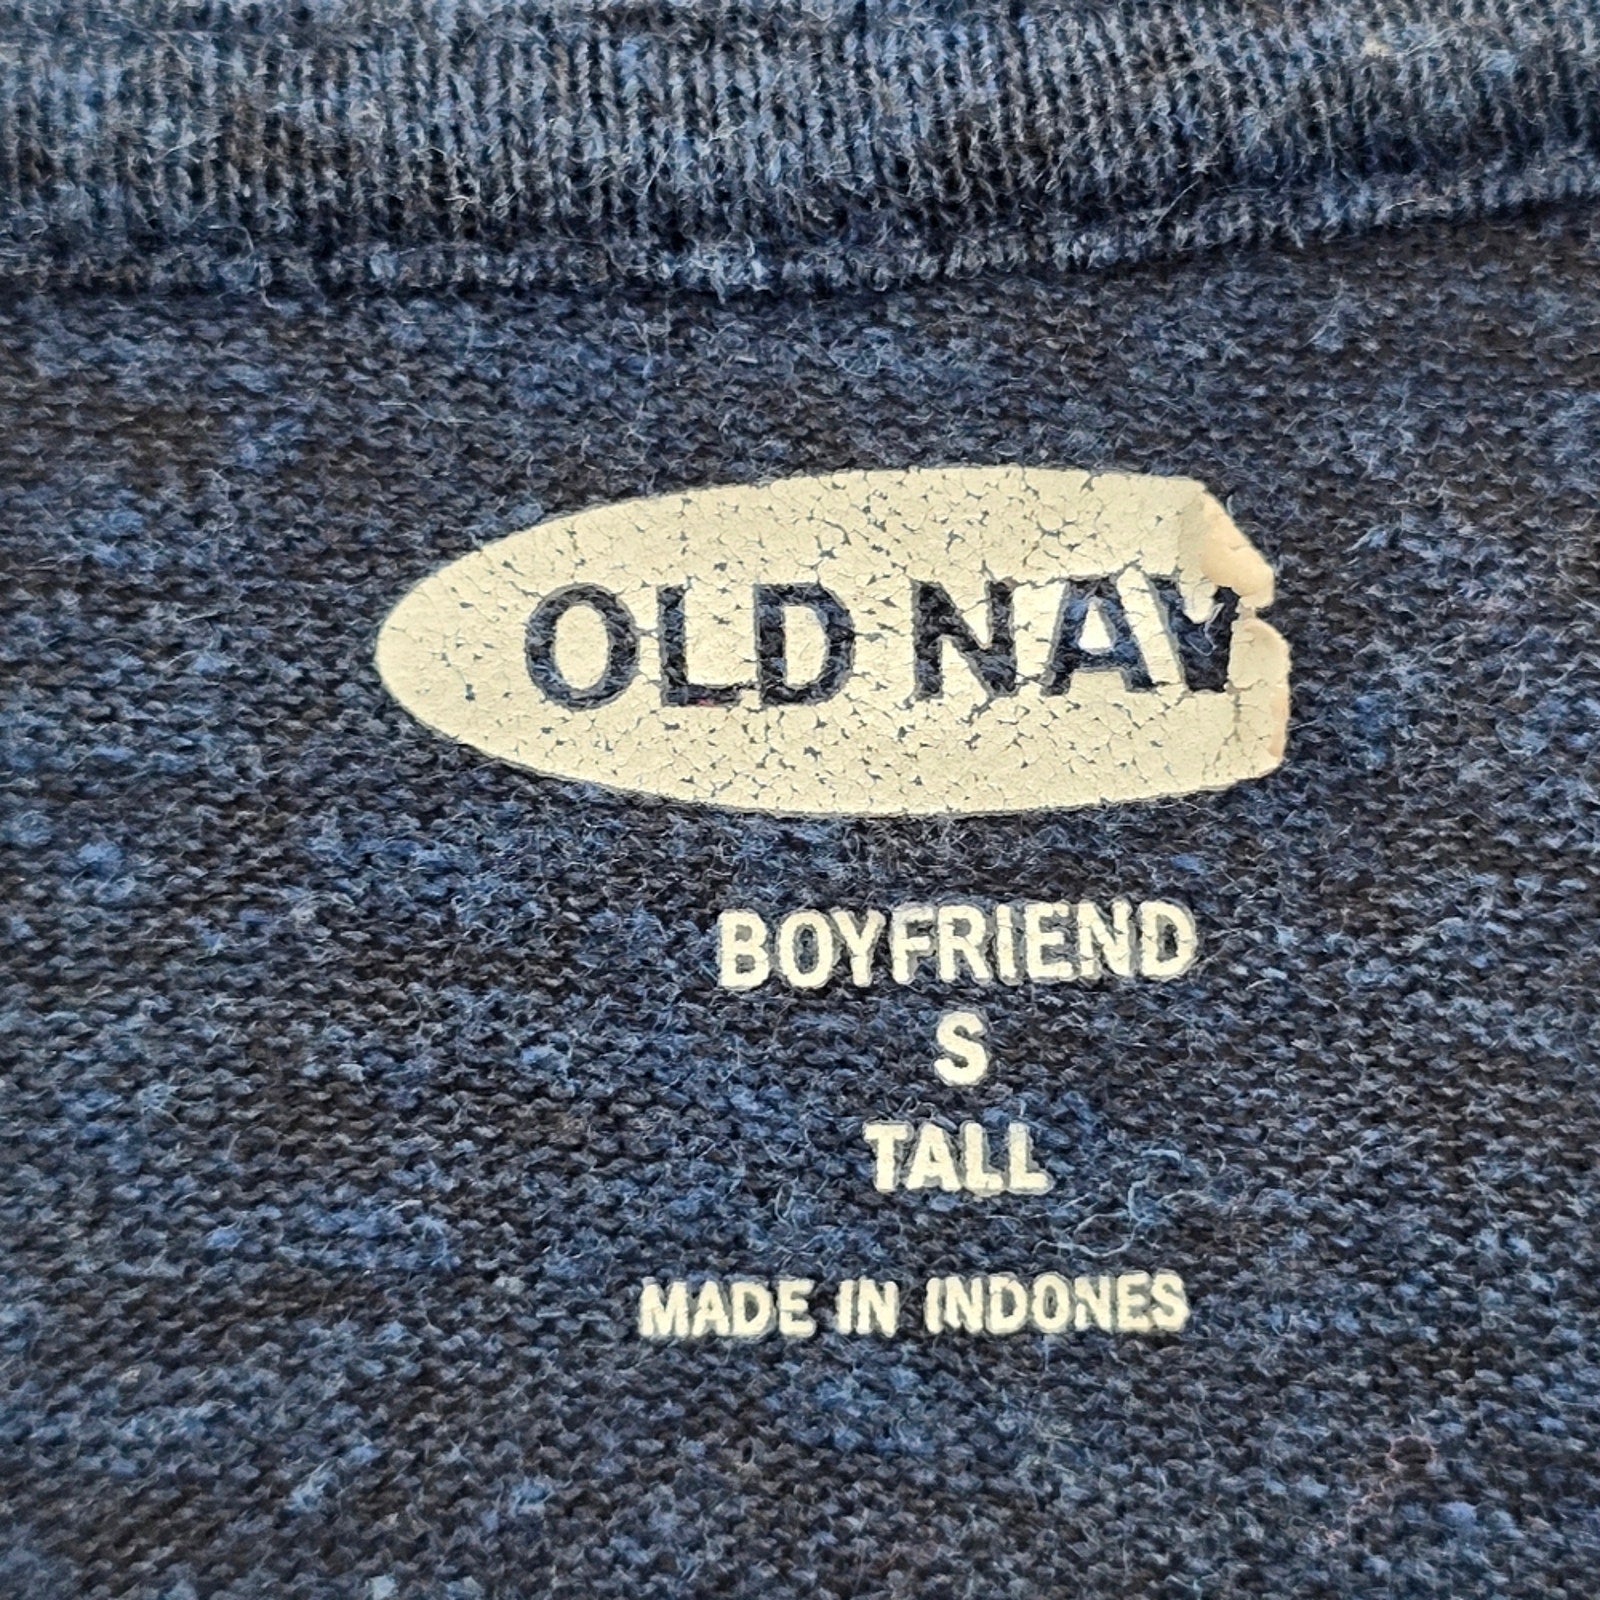 OLD NAV
BOYFRIEND
S
TALL
MADE IN INDONES